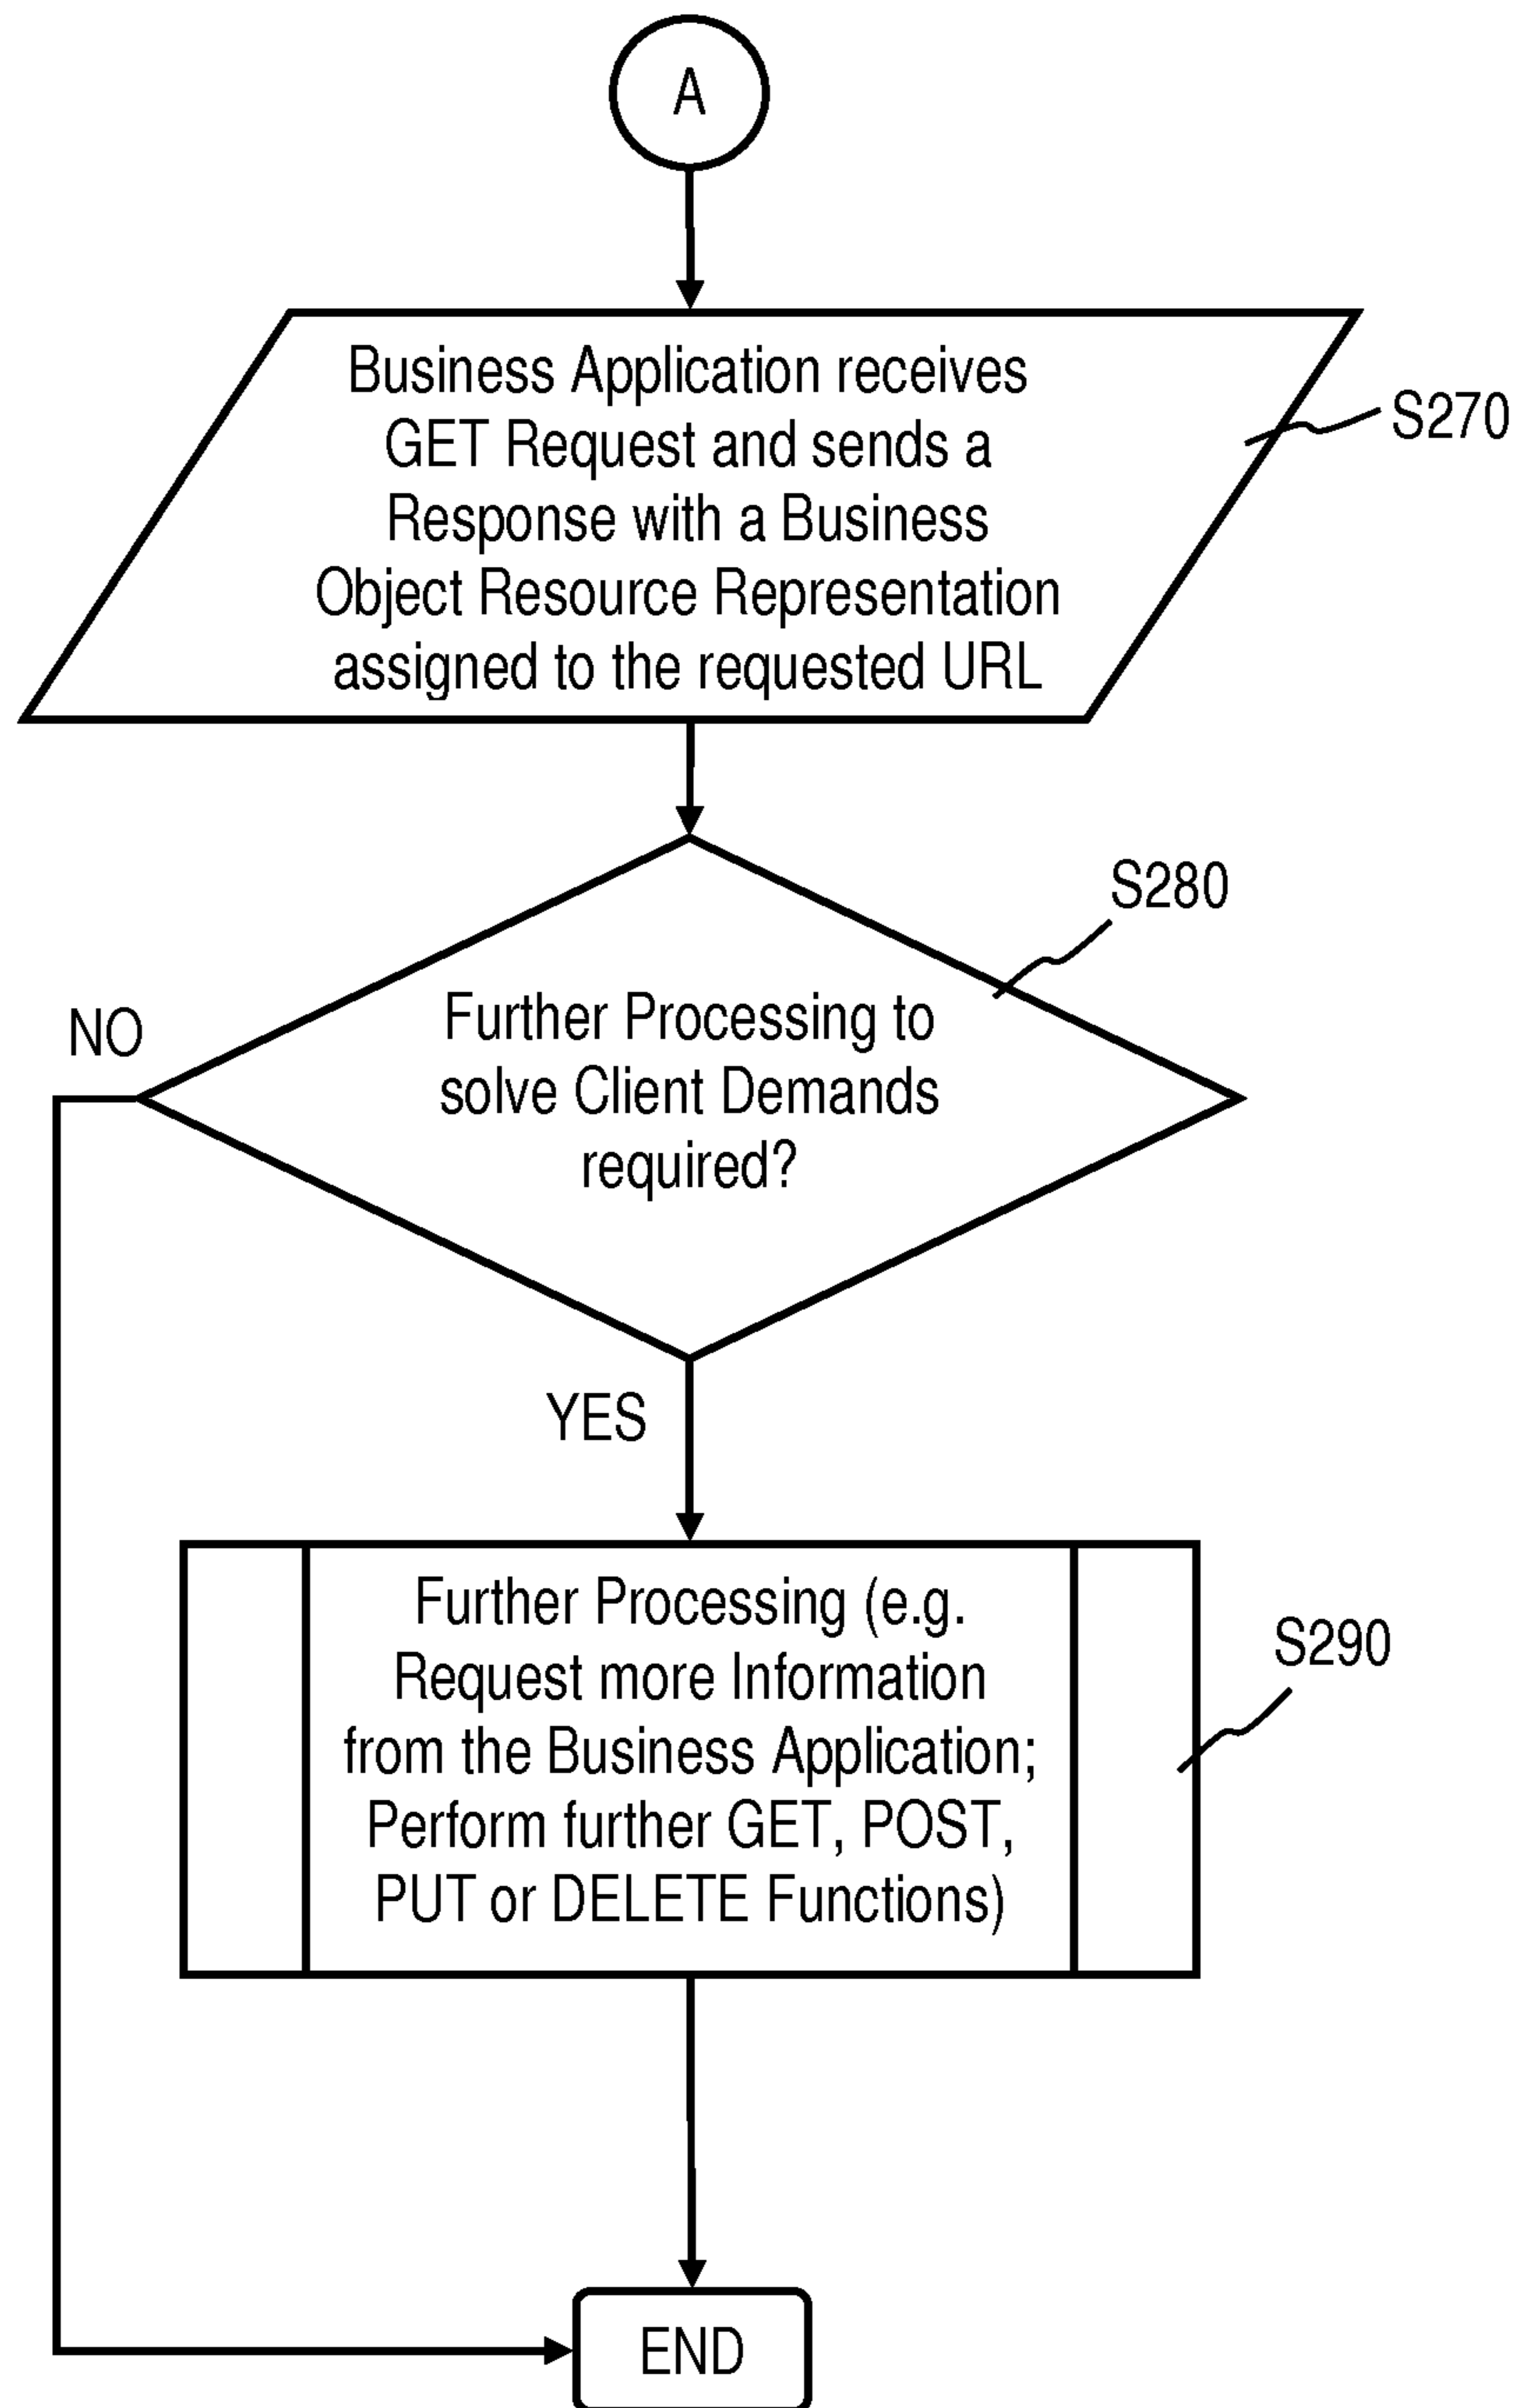 A
Business Application receives
GET Request and sends a
Response with a Business
Object Resource Representation
assigned to the requested URL
S270
S280
NO
Further Processing to
solve Client Demands
required?
YES
Further Processing (e.g.
Request more Information
from the Business Application;
Perform further GET, POST,
PUT or DELETE Functions)
S290
END